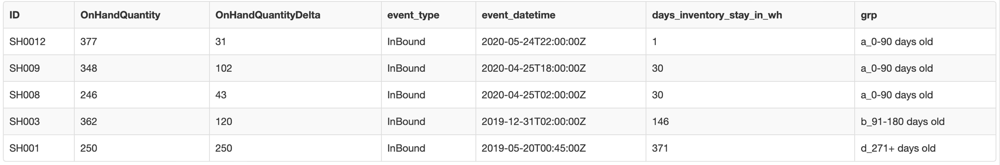 ID OnHandQuantity OnHandQuantityDelta event_type event_datetime days_inventory_stay_in_wh grp
SH0012 377 31 InBound 2020-05-24T22:00:00Z 1 a_0-90 days old
SH009 348 102 InBound 2020-04-25T18:00:00Z 30 a_0-90 days old
SH008 246 43 InBound 2020-04-25T02:00:00Z 30 a_0-90 days old
SH003 362 120 InBound 2019-12-31T02:00:00Z 146 b_91-180 days old
SH001 250 250 InBound 2019-05-20T00:45:00Z 371 d_271+ days old